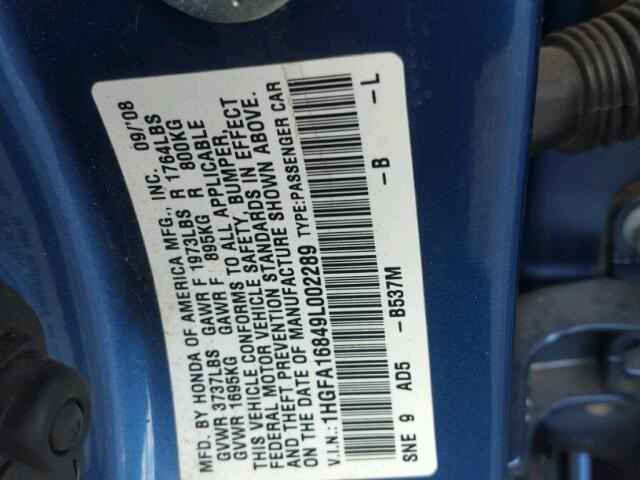 MFD. BY HONDA OF AMERICA MFG., INC. 09/'08
GVWR 3737LBS GAWR F 1973LBS R 1764LBS
GVWR 1695KG GAWR F 895KG R 800KG
THIS VEHICLE CONFORMS TO ALL APPLICABLE
FEDERAL MOTOR VEHICLE SAFETY, BUMPER,
AND THEFT PREVENTION STANDARDS IN EFFECT
ON THE DATE OF MANUFACTURE SHOWN ABOVE.
V.I.N.:1HGFA16849L002289 TYPE:PASSENGER CAR
SNE 9 AD5 -B537M -B -L